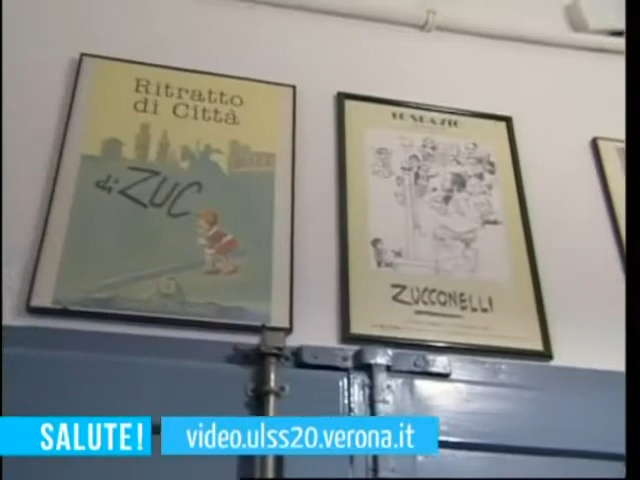 Ritratto
di Città
di ZUC
ZUCCONELLI
SALUTE!
video.ulss20.verona.it